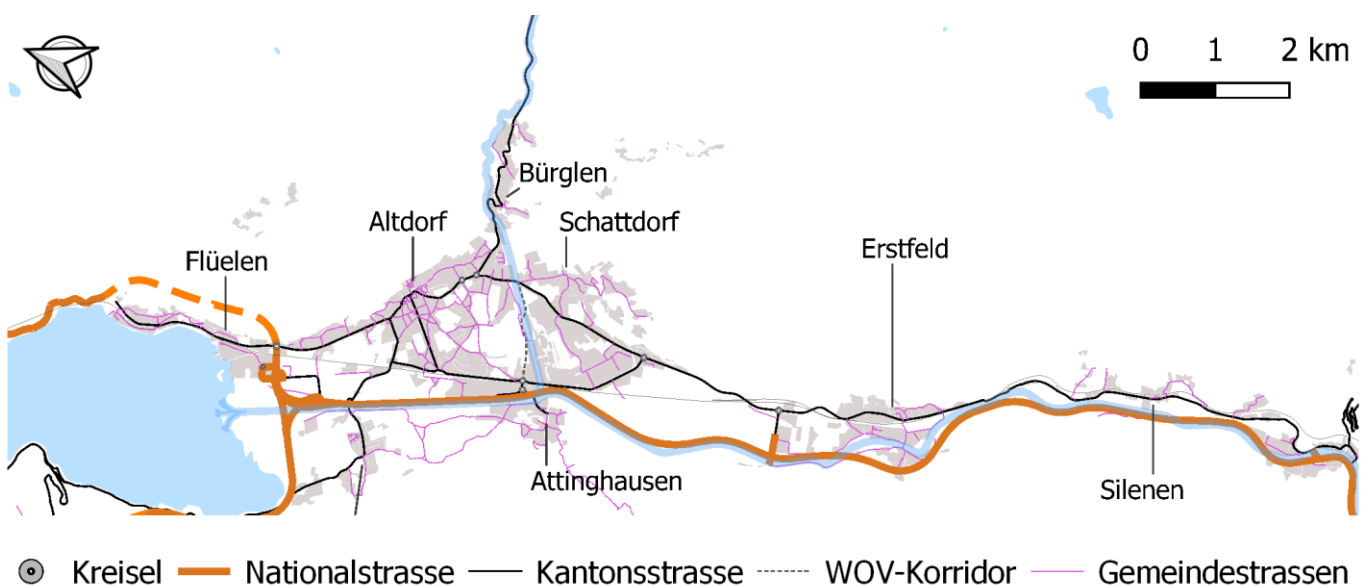 0 1 2 km
Bürglen
Altdorf
Schattdorf
Flüelen
Erstfeld
Attinghausen
Silenen
Kreisel Nationalstrasse Kantonsstrasse WOV-Korridor Gemeindestrassen